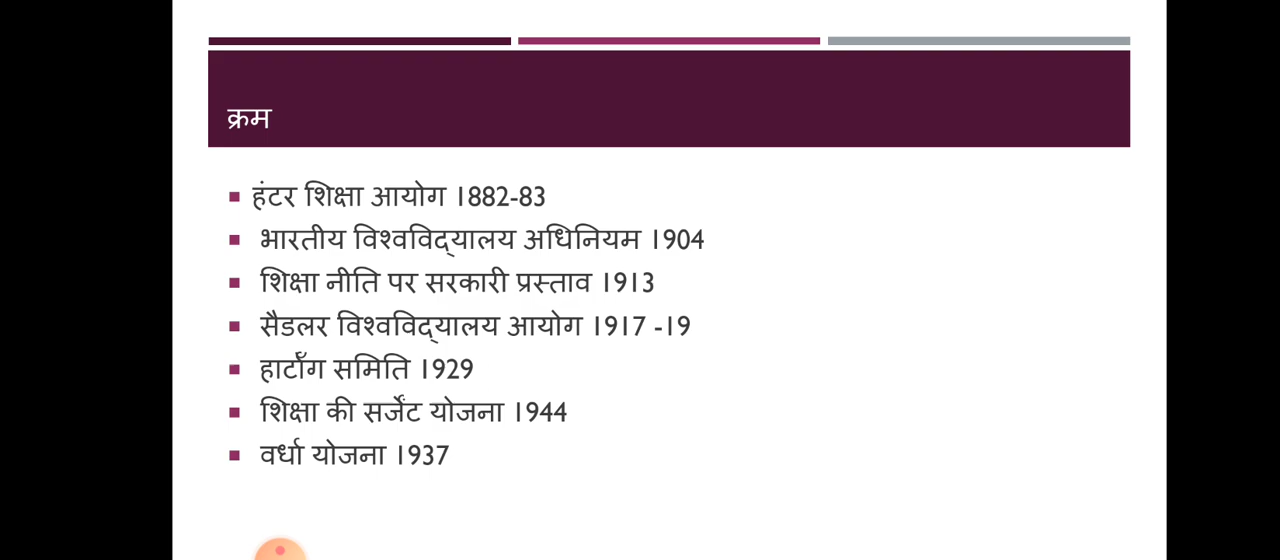 क्रम
हंटर शिक्षा आयोग 1882-83
भारतीय विश्वविद्यालय अधिनियम 1904
शिक्षा नीति पर सरकारी प्रस्ताव 1913
सैडलर विश्वविद्यालय आयोग 1917 -19
हार्टॉग समिति 1929
शिक्षा की सर्जेंट योजना 1944
वर्धा योजना 1937